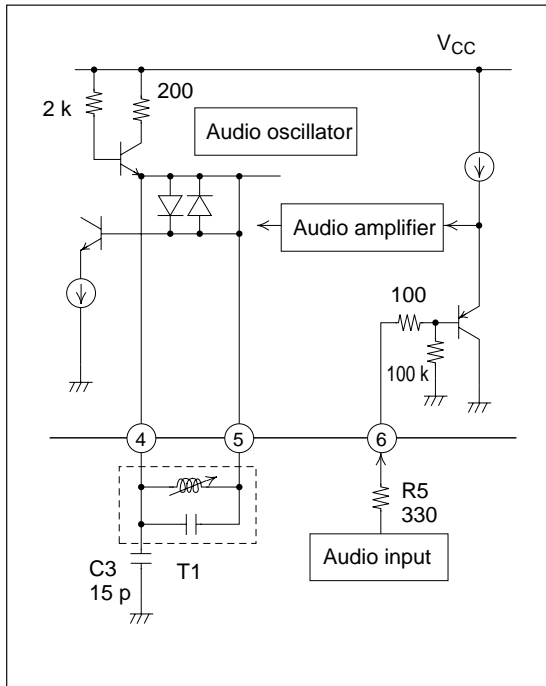 VCC
200
2 k
Audio oscillator
Audio amplifier
100
100 k
4
5
6
R5
330
T1
C3
15 p
Audio input